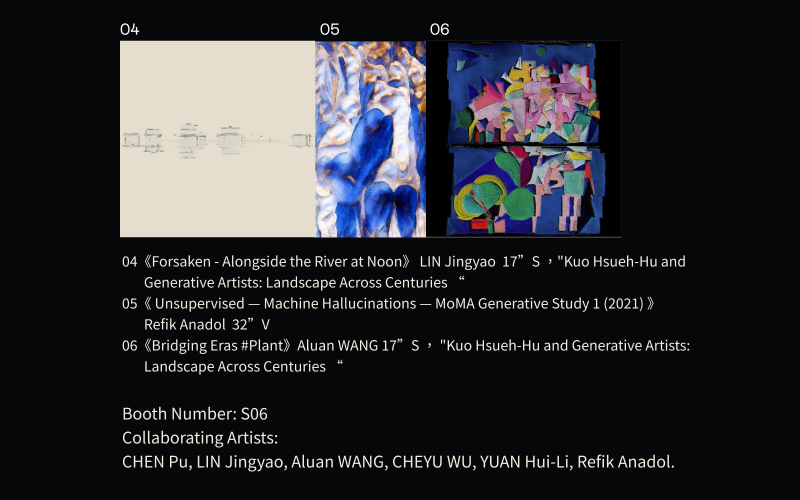 04 05 06
04《Forsaken - Alongside the River at Noon》 LIN Jingyao 17” S ，"Kuo Hsueh-Hu and
Generative Artists: Landscape Across Centuries “
05《 Unsupervised — Machine Hallucinations — MoMA Generative Study 1 (2021) 》
Refik Anadol 32” V
06《Bridging Eras #Plant》Aluan WANG 17” S ， "Kuo Hsueh-Hu and Generative Artists:
Landscape Across Centuries “
Booth Number: S06
Collaborating Artists:
CHEN Pu, LIN Jingyao, Aluan WANG, CHEYU WU, YUAN Hui-Li, Refik Anadol.